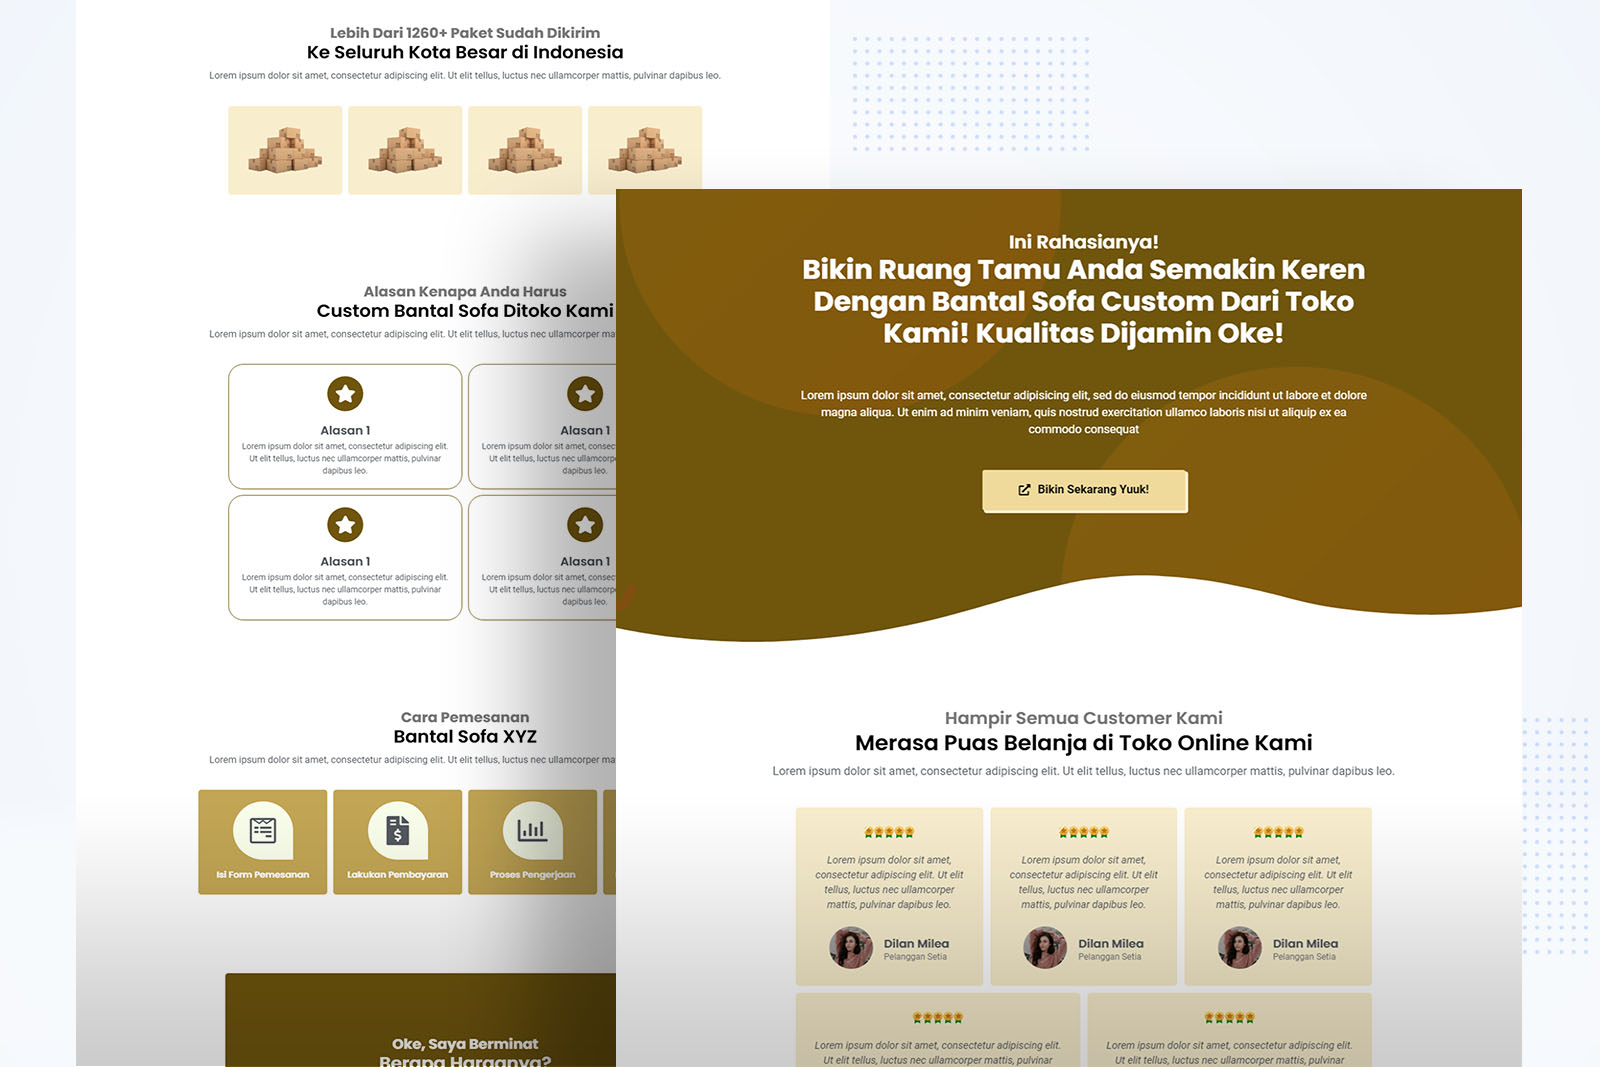 Lebih Dari 1260+ Paket Sudah Dikirim
Ke Seluruh Kota Besar di Indonesia
Lorem ipsum dolor sit amet, consectetur adipiscing elit. Ut elit tellus, luctus nec ullamcorper mattis, pulvinar dapibus leo.
Alasan Kenapa Anda Harus
Custom Bantal Sofa Ditoko Kami
Lorem ipsum dolor sit amet, consectetur adipiscing elit. Ut elit tellus, luctus nec ullamcorper
Alasan 1
Lorem ipsum dolor sit amet, consectetur adipiscing elit.
Ut elit tellus, luctus nec ullamcorper mattis, pulvinar
dapibus leo.
Alasan 1
Lorem ipsum dolor sit amet,
Ut elit tellus, luctus nec
dapibus leo.
Alasan 1
Lorem ipsum dolor sit amet, consectetur adipiscing elit.
Ut elit tellus, luctus nec ullamcorper mattis, pulvinar
dapibus leo.
Alasan 1
Lorem ipsum dolor sit amet,
Ut elit tellus, luctus nec
dapibus leo.
Cara Pemesanan
Bantal Sofa XYZ
Lorem ipsum dolor sit amet, consectetur adipiscing elit. Ut elit tellus, luctus nec ullamcorper
Isi Form Pemesanan
Lakukan Pembayaran
Proses Pengerjaan
Oke, Saya Berminat
Berapa Harganya?
Ini Rahasianya!
Bikin Ruang Tamu Anda Semakin Keren
Dengan Bantal Sofa Custom Dari Toko
Kami! Kualitas Dijamin Oke!
Lorem ipsum dolor sit amet, consectetur adipisicing elit, sed do eiusmod tempor incididunt ut labore et dolore
magna aliqua. Ut enim ad minim veniam, quis nostrud exercitation ullamco laboris nisi ut aliquip ex ea
commodo consequat
Bikin Sekarang Yuuk!
Hampir Semua Customer Kami
Merasa Puas Belanja di Toko Online Kami
Lorem ipsum dolor sit amet, consectetur adipiscing elit. Ut elit tellus, luctus nec ullamcorper mattis, pulvinar dapibus leo.
Lorem ipsum dolor sit amet,
consectetur adipiscing elit. Ut elit
tellus, luctus nec ullamcorper
mattis, pulvinar dapibus leo.
Dilan Milea
Pelanggan Setia
Lorem ipsum dolor sit amet,
consectetur adipiscing elit. Ut elit
tellus, luctus nec ullamcorper
mattis, pulvinar dapibus leo.
Dilan Milea
Pelanggan Setia
Lorem ipsum dolor sit amet,
consectetur adipiscing elit. Ut elit
tellus, luctus nec ullamcorper
mattis, pulvinar dapibus leo.
Dilan Milea
Pelanggan Setia
Lorem ipsum dolor sit amet, consectetur adipiscing elit.
Ut elit tellus, luctus nec ullamcorper mattis, pulvinar
Lorem ipsum dolor sit amet, consectetur adipiscing elit.
Ut elit tellus, luctus nec ullamcorper mattis, pulvinar